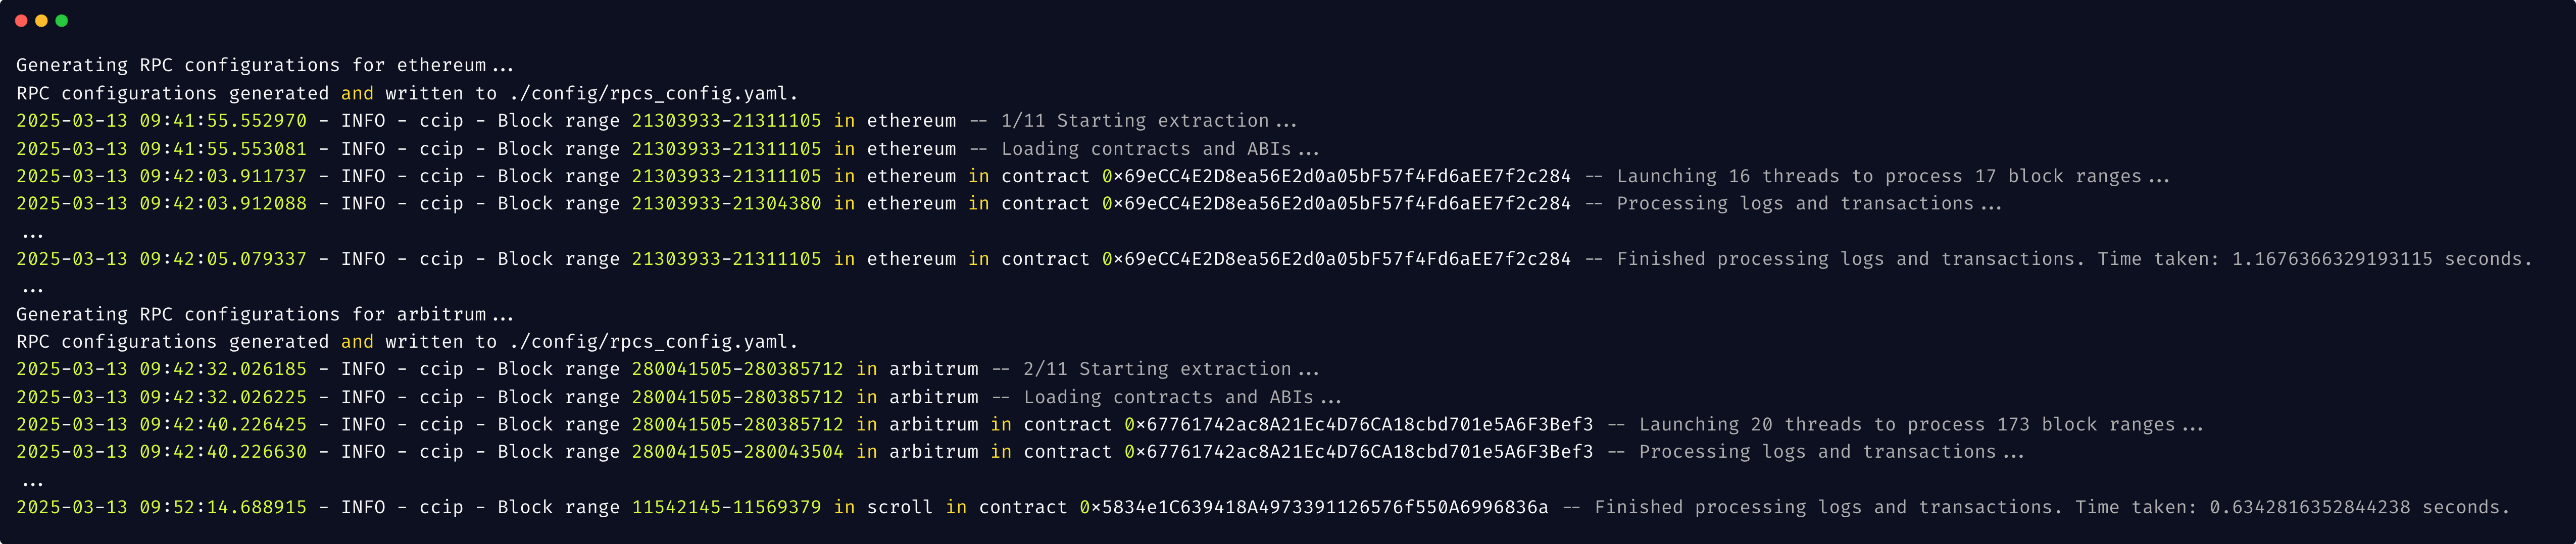 Generating RPC configurations for ethereum...
RPC configurations generated and written to ./config/rpcs_config.yaml.
2025-03-13 09:41:55.552970 - INFO - ccip - Block range 21303933-21311105 in ethereum -- 1/11 Starting extraction...
2025-03-13 09:41:55.553081 - INFO - ccip - Block range 21303933-21311105 in ethereum -- Loading contracts and ABIs...
2025-03-13 09:42:03.911737 - INFO - ccip - Block range 21303933-21311105 in ethereum in contract 0x69eCC4E2D8ea56E2d0a05bF57f4Fd6aEE7f2c284 -- Launching 16 threads to process 17 block ranges...
2025-03-13 09:42:03.912088 - INFO - ccip - Block range 21303933-21304380 in ethereum in contract 0x69eCC4E2D8ea56E2d0a05bF57f4Fd6aEE7f2c284 -- Processing logs and transactions...
...
2025-03-13 09:42:05.079337 - INFO - ccip - Block range 21303933-21311105 in ethereum in contract 0x69eCC4E2D8ea56E2d0a05bF57f4Fd6aEE7f2c284 -- Finished processing logs and transactions. Time taken: 1.1676366329193115 seconds.
...
Generating RPC configurations for arbitrum...
RPC configurations generated and written to ./config/rpcs_config.yaml.
2025-03-13 09:42:32.026185 - INFO - ccip - Block range 280041505-280385712 in arbitrum -- 2/11 Starting extraction...
2025-03-13 09:42:32.026225 - INFO - ccip - Block range 280041505-280385712 in arbitrum -- Loading contracts and ABIs...
2025-03-13 09:42:40.226425 - INFO - ccip - Block range 280041505-280385712 in arbitrum in contract 0x67761742ac8A21Ec4D76CA18cbd701e5A6F3Bef3 -- Launching 20 threads to process 173 block ranges...
2025-03-13 09:42:40.226630 - INFO - ccip - Block range 280041505-280043504 in arbitrum in contract 0x67761742ac8A21Ec4D76CA18cbd701e5A6F3Bef3 -- Processing logs and transactions...
...
2025-03-13 09:52:14.688915 - INFO - ccip - Block range 11542145-11569379 in scroll in contract 0x5834e1C639418A4973391126576f550A6996836a -- Finished processing logs and transactions. Time taken: 0.6342816352844238 seconds.